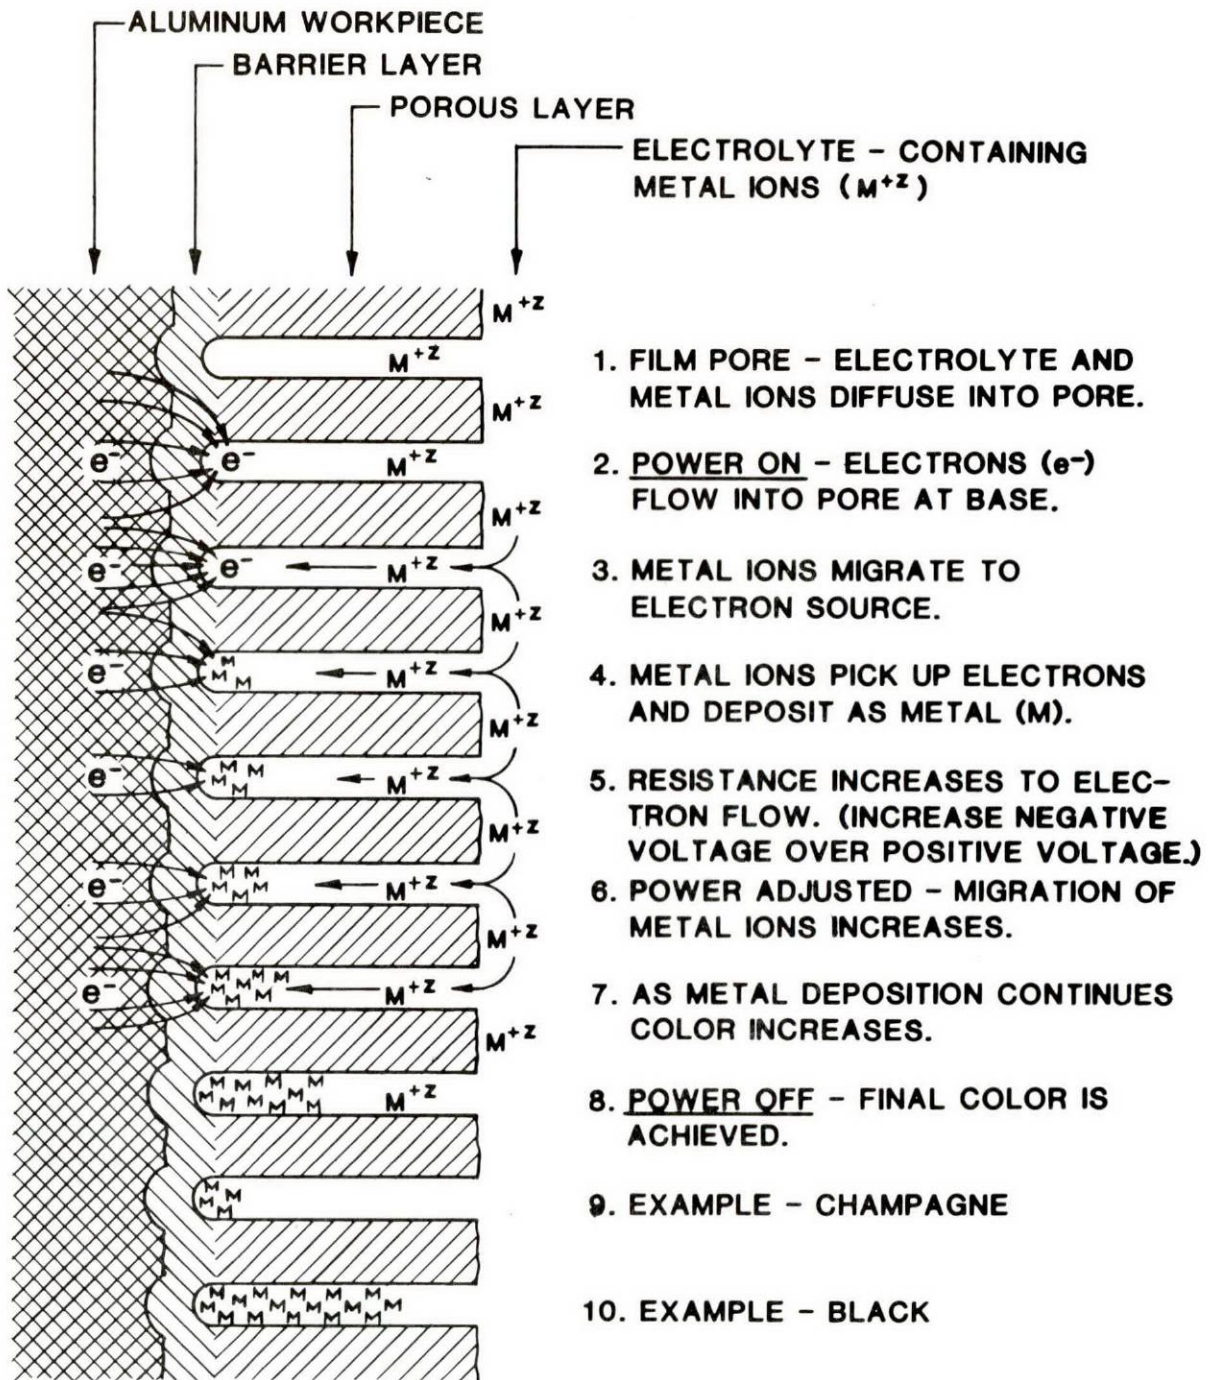 ALUMINUM WORKPIECE
BARRIER LAYER
POROUS LAYER
ELECTROLYTE - CONTAINING
METAL IONS (M⁺ᶻ)
M⁺ᶻ
M⁺ᶻ
1. FILM PORE - ELECTROLYTE AND
METAL IONS DIFFUSE INTO PORE.
M⁺ᶻ
e⁻ e⁻ M⁺ᶻ
2. POWER ON - ELECTRONS (e⁻)
FLOW INTO PORE AT BASE.
M⁺ᶻ
e⁻ e⁻ M⁺ᶻ
3. METAL IONS MIGRATE TO
ELECTRON SOURCE.
M⁺ᶻ
e⁻ M M M M⁺ᶻ
4. METAL IONS PICK UP ELECTRONS
AND DEPOSIT AS METAL (M).
M⁺ᶻ
e⁻ M M M M M M⁺ᶻ
5. RESISTANCE INCREASES TO ELEC-
TRON FLOW. (INCREASE NEGATIVE
VOLTAGE OVER POSITIVE VOLTAGE.)
M⁺ᶻ
e⁻ M M M M M M M⁺ᶻ
6. POWER ADJUSTED - MIGRATION OF
METAL IONS INCREASES.
M⁺ᶻ
e⁻ M M M M M M M M M M⁺ᶻ
7. AS METAL DEPOSITION CONTINUES
COLOR INCREASES.
M⁺ᶻ
M M M M M M M M M M M M M M⁺ᶻ
8. POWER OFF - FINAL COLOR IS
ACHIEVED.
M M M M M
9. EXAMPLE - CHAMPAGNE
M M M M M M M M M M M M M M M M M M
10. EXAMPLE - BLACK